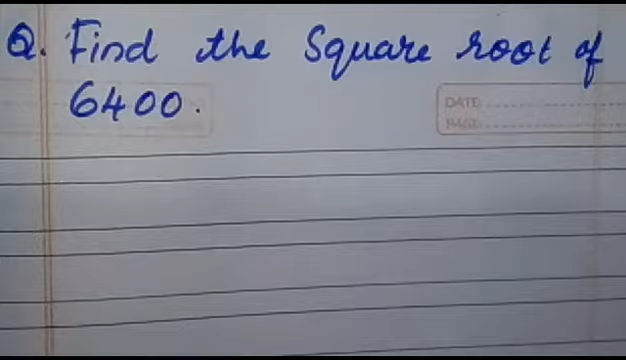 Q. Find the Square root of
6400.
DATE
PAGE